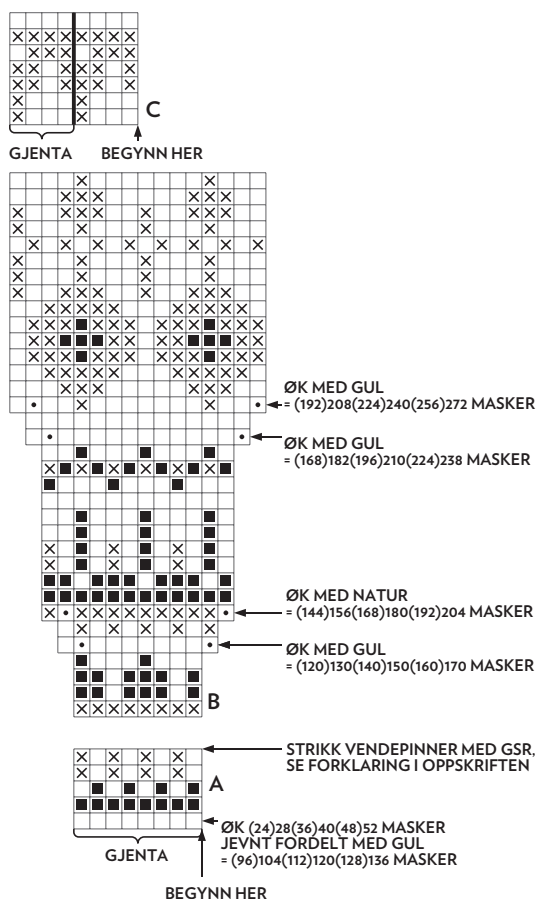 C
GJENTA BEGYNN HER
ØK MED GUL
= (192)208(224)240(256)272 MASKER
ØK MED GUL
= (168)182(196)210(224)238 MASKER
ØK MED NATUR
= (144)156(168)180(192)204 MASKER
ØK MED GUL
= (120)130(140)150(160)170 MASKER
B
STRIKK VENDEPINNER MED GSR,
SE FORKLARING I OPPSKRIFTEN
A
ØK (24)28(36)40(48)52 MASKER
JEVNT FORDELT MED GUL
= (96)104(112)120(128)136 MASKER
GJENTA
BEGYNN HER